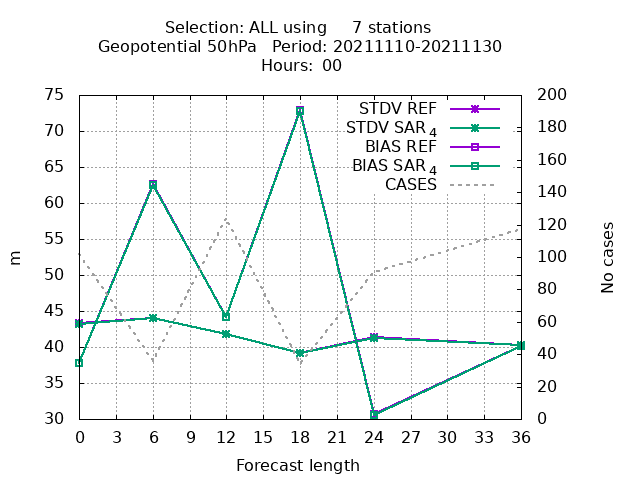 Selection: ALL using     7 stations
Geopotential 50hPa   Period: 20211110-20211130
Hours: 00
STDV REF
STDV SAR 4
BIAS REF
BIAS SAR 4
CASES
75
70
65
60
55
50
45
40
35
30
200
180
160
140
120
100
80
60
40
20
0
m
No cases
0 3 6 9 12 15 18 21 24 27 30 33 36
Forecast length